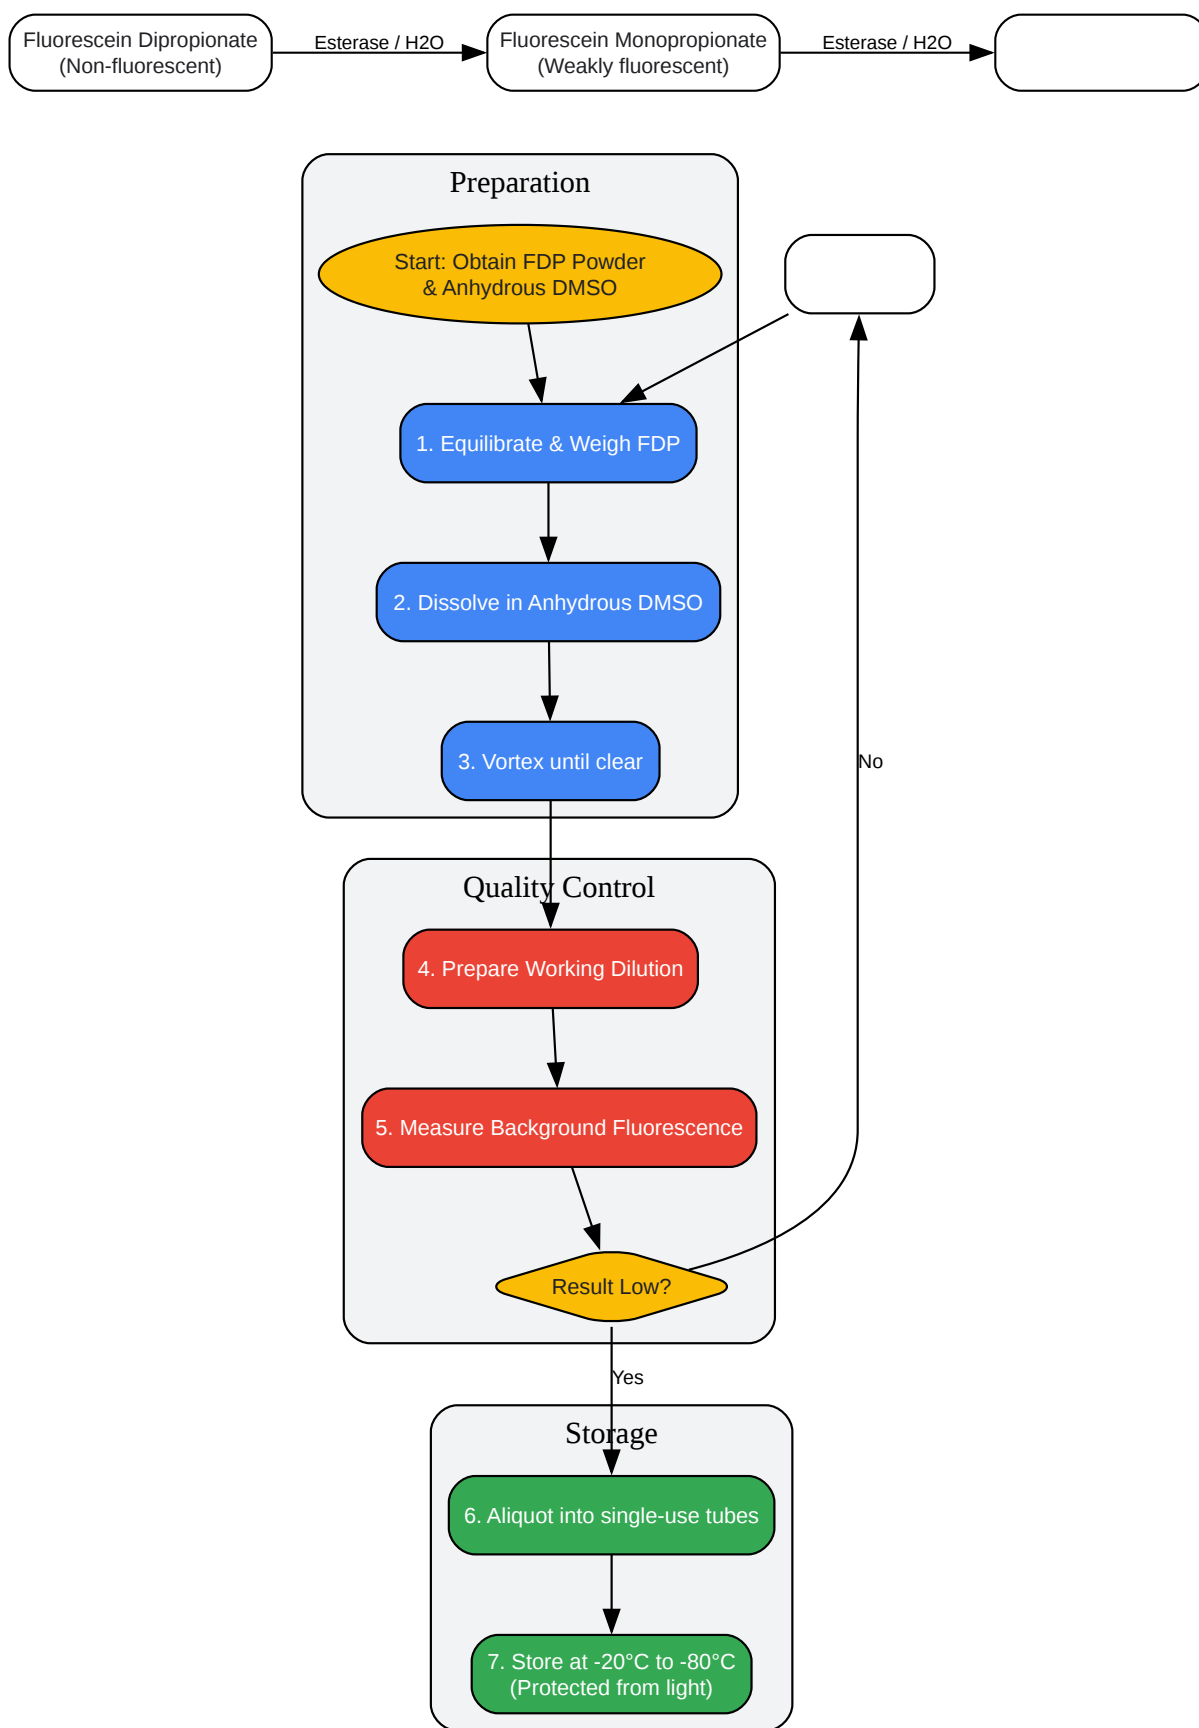 Fluorescein Dipropionate
(Non-fluorescent)
Esterase / H2O
Fluorescein Monopropionate
(Weakly fluorescent)
Esterase / H2O
Preparation
Start: Obtain FDP Powder
& Anhydrous DMSO
1. Equilibrate & Weigh FDP
2. Dissolve in Anhydrous DMSO
3. Vortex until clear
No
Quality Control
4. Prepare Working Dilution
5. Measure Background Fluorescence
Result Low?
Yes
Storage
6. Aliquot into single-use tubes
7. Store at -20°C to -80°C
(Protected from light)